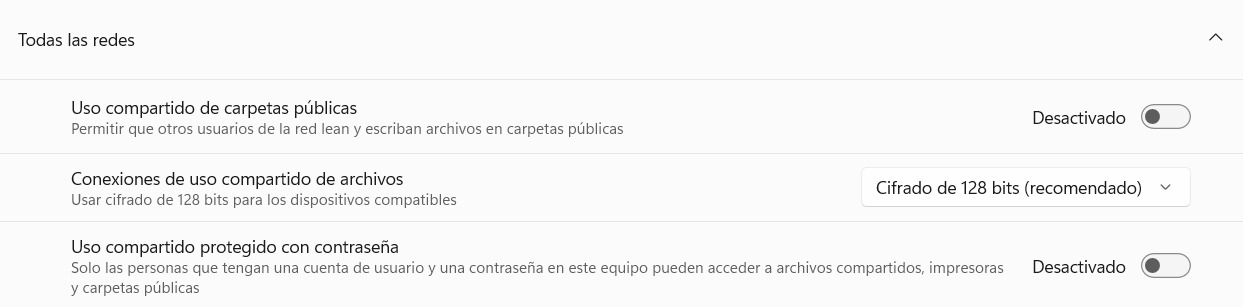 Todas las redes
Uso compartido de carpetas públicas
Permitir que otros usuarios de la red lean y escriban archivos en carpetas públicas
Desactivado
Conexiones de uso compartido de archivos
Usar cifrado de 128 bits para los dispositivos compatibles
Cifrado de 128 bits (recomendado)
Uso compartido protegido con contraseña
Solo las personas que tengan una cuenta de usuario y una contraseña en este equipo pueden acceder a archivos compartidos, impresoras
y carpetas públicas
Desactivado